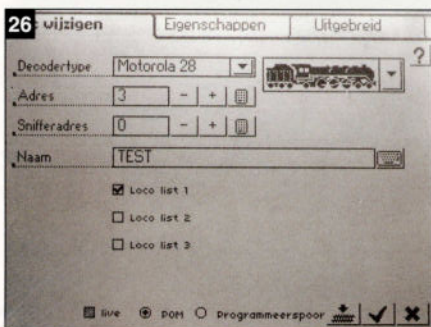 26 wijzigen Eigenschappen Uitgebreid
?
Decodertype Motorola 28
Adres 3 - +
Snifferadres 0 - +
Naam TEST
Loco list 1
Loco list 2
Loco list 3
live POM Programmeerspoor